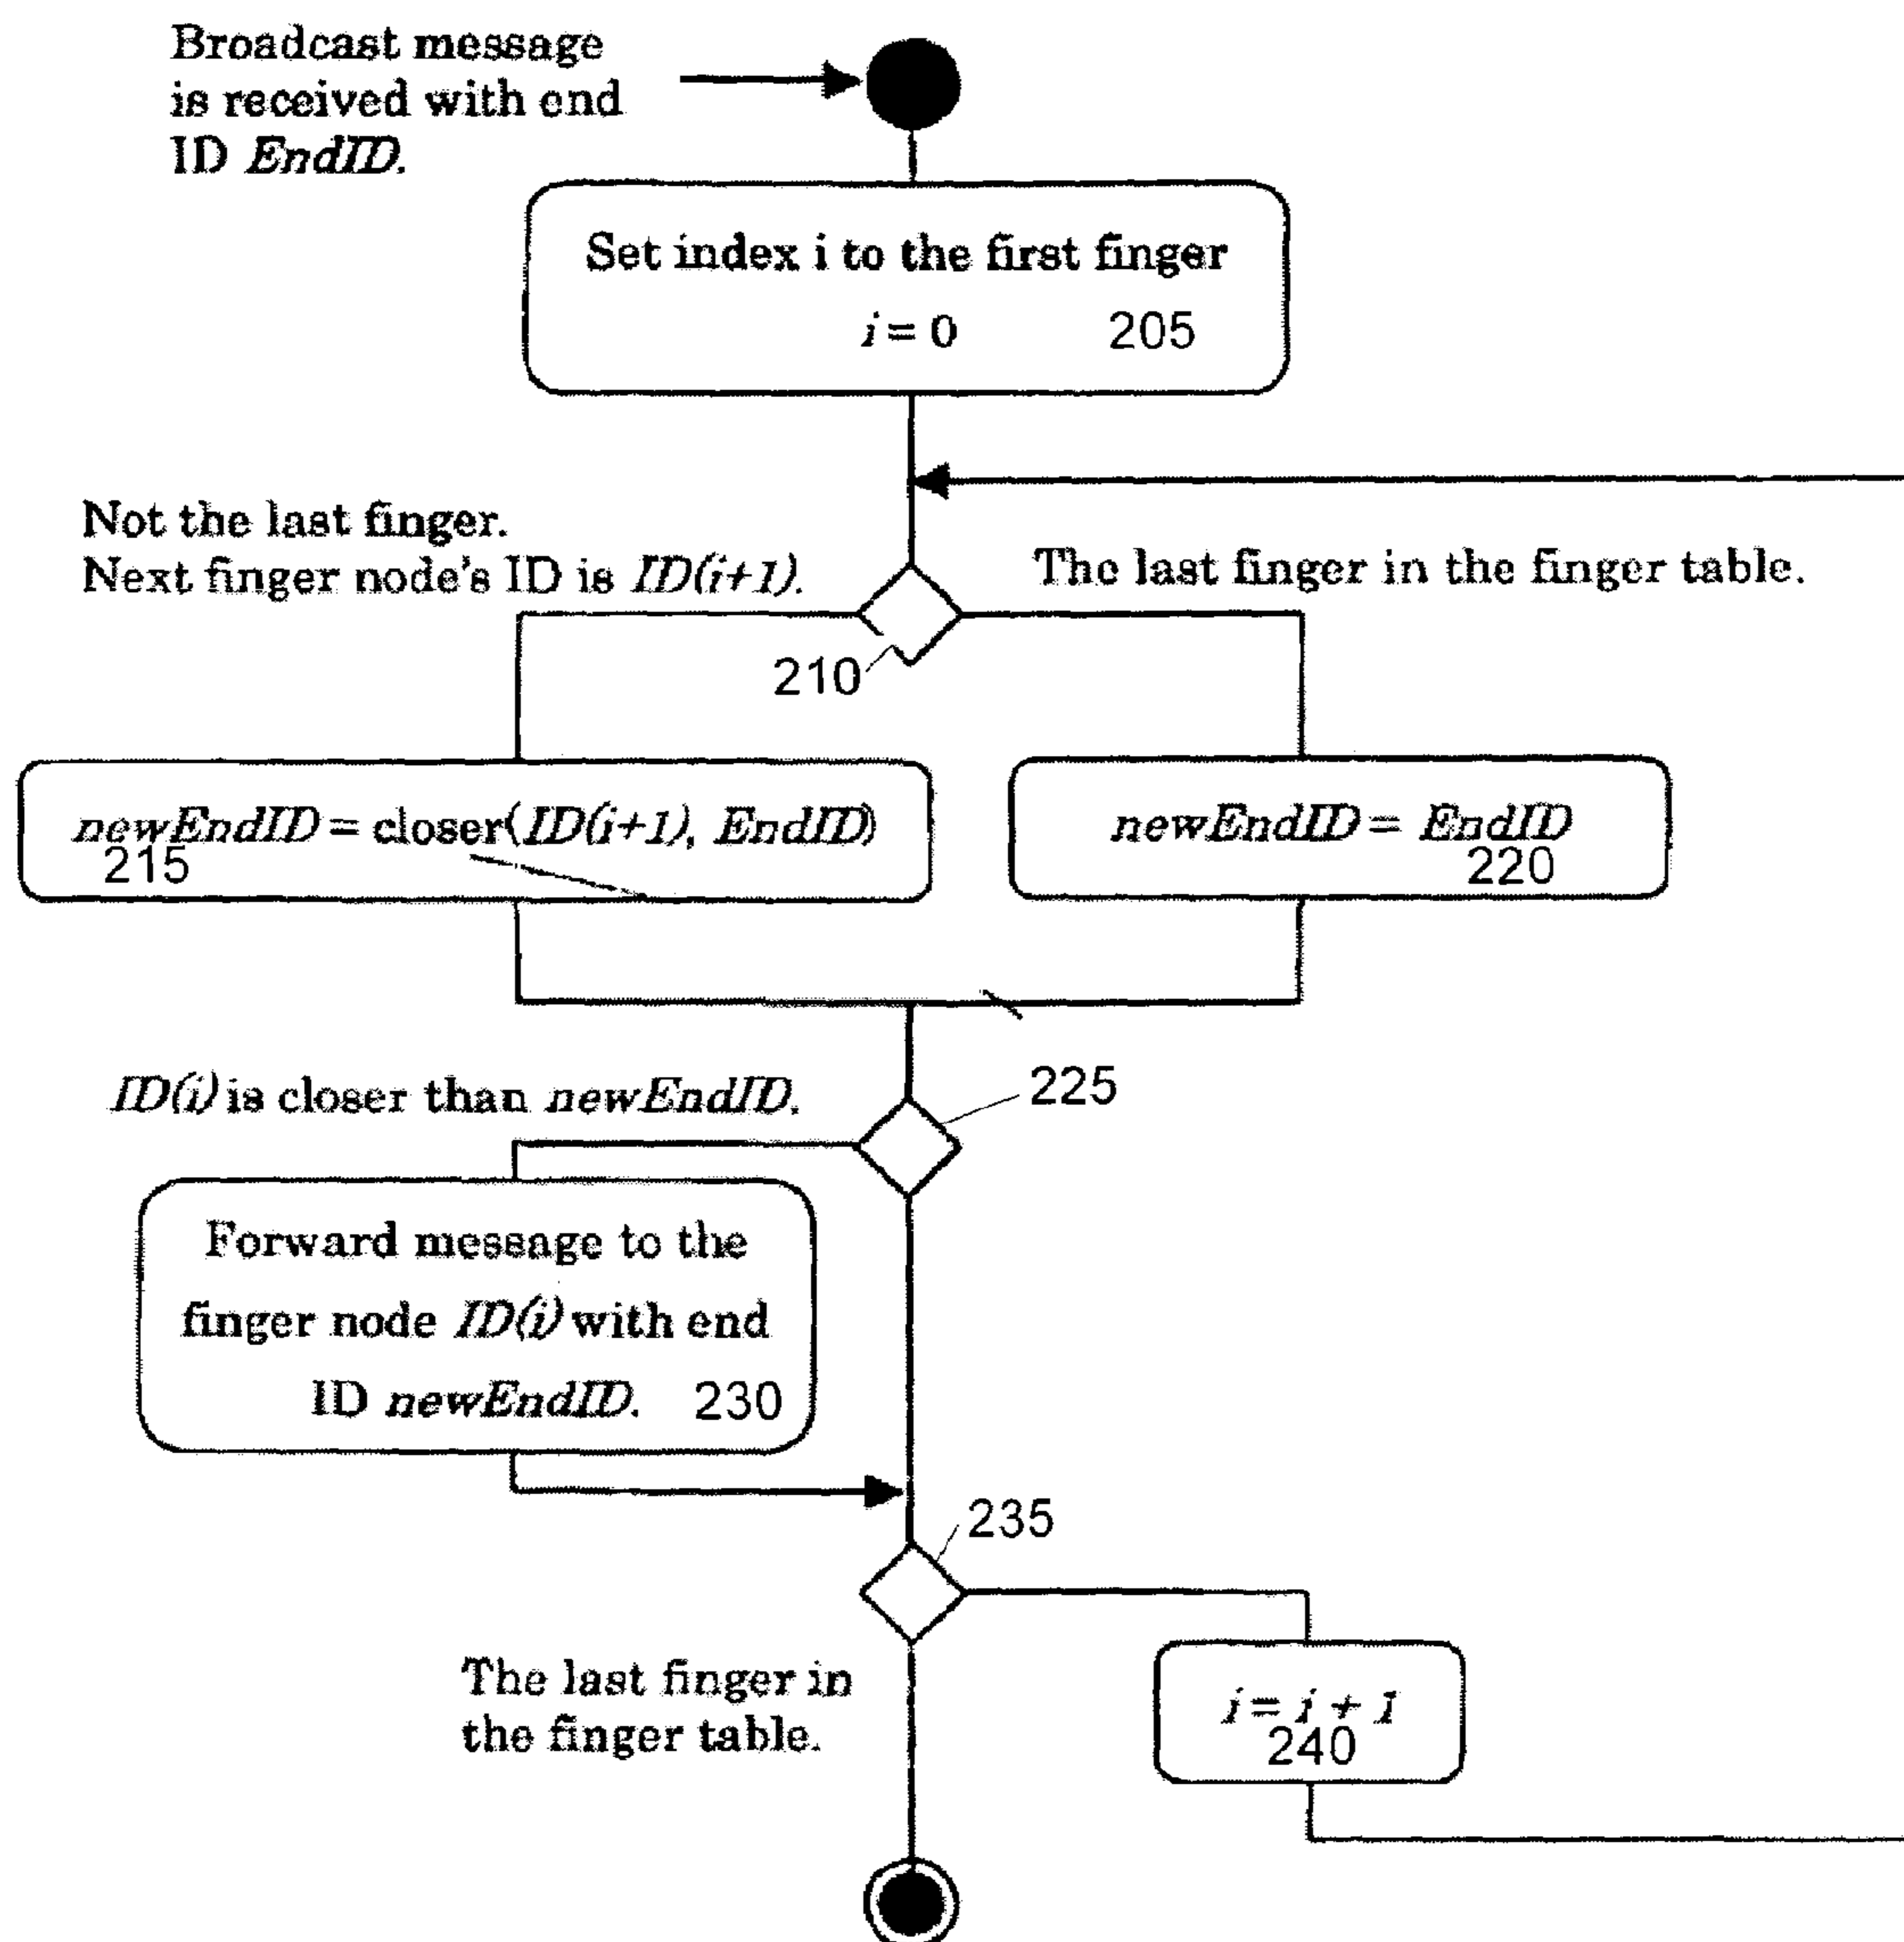 Broadcast message
is received with end
ID EndID.
Set index i to the first finger
i = 0 205
Not the last finger.
Next finger node's ID is ID(i+1).
The last finger in the finger table.
210
newEndID = closer(ID(i+1), EndID)
215
newEndID = EndID
220
ID(i) is closer than newEndID.
225
Forward message to the
finger node ID(i) with end
ID newEndID. 230
235
The last finger in
the finger table.
i = i + 1
240